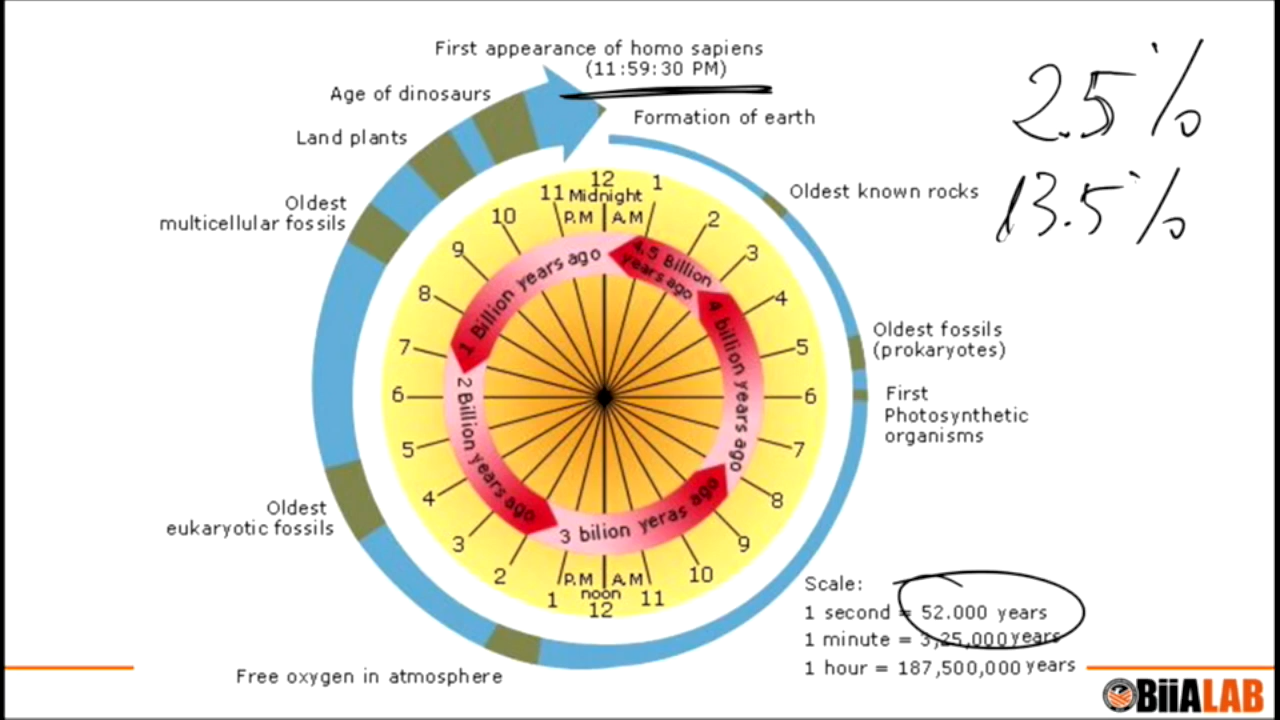 First appearance of homo sapiens
(11:59:30 PM)
Age of dinosaurs
Formation of earth
Land plants
Oldest known rocks
Oldest
multicellular fossils
Oldest fossils
(prokaryotes)
First
Photosynthetic
organisms
Oldest
eukaryotic fossils
Free oxygen in atmosphere
12
Midnight
P.M A.M
1
2
3
4
5
6
7
8
9
10
11
P.M A.M
noon
12
1
2
3
4
5
6
7
8
9
10
11
4.5 Billion
years ago
4 billion years ago
3 bilion yeras ago
2 Billion years ago
1 Billion years ago
Scale:
1 second = 52.000 years
1 minute = 3,25,000 years
1 hour = 187,500,000 years
2.5%
13.5%
BiiALAB